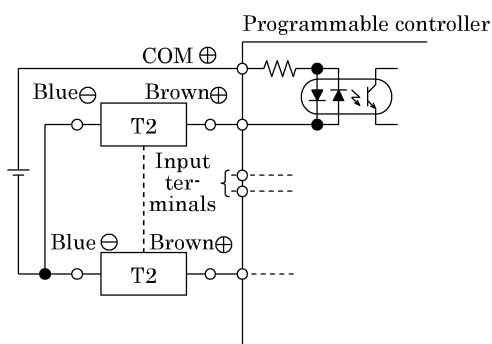 Programmable controller
COM ⊕
Blue⊖ Brown⊕
T2
Input
ter-
minals
Blue⊖ Brown⊕
T2